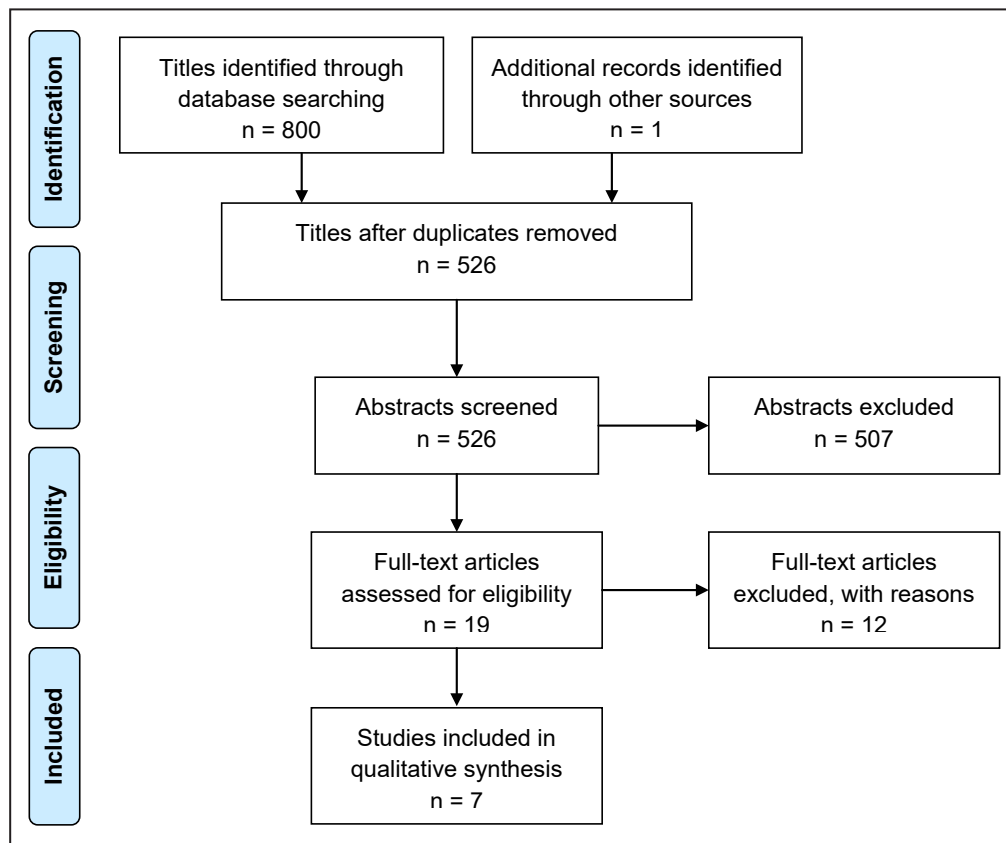 Identification
Titles identified through
database searching
n = 800
Additional records identified
through other sources
n = 1
Titles after duplicates removed
n = 526
Screening
Abstracts screened
n = 526
Abstracts excluded
n = 507
Eligibility
Full-text articles
assessed for eligibility
n = 19
Full-text articles
excluded, with reasons
n = 12
Included
Studies included in
qualitative synthesis
n = 7